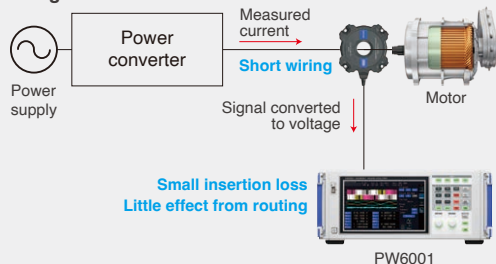 Measured
current
Power
converter
Short wiring
Power
supply
Motor
Signal converted
to voltage
Small insertion loss
Little effect from routing
PW6001